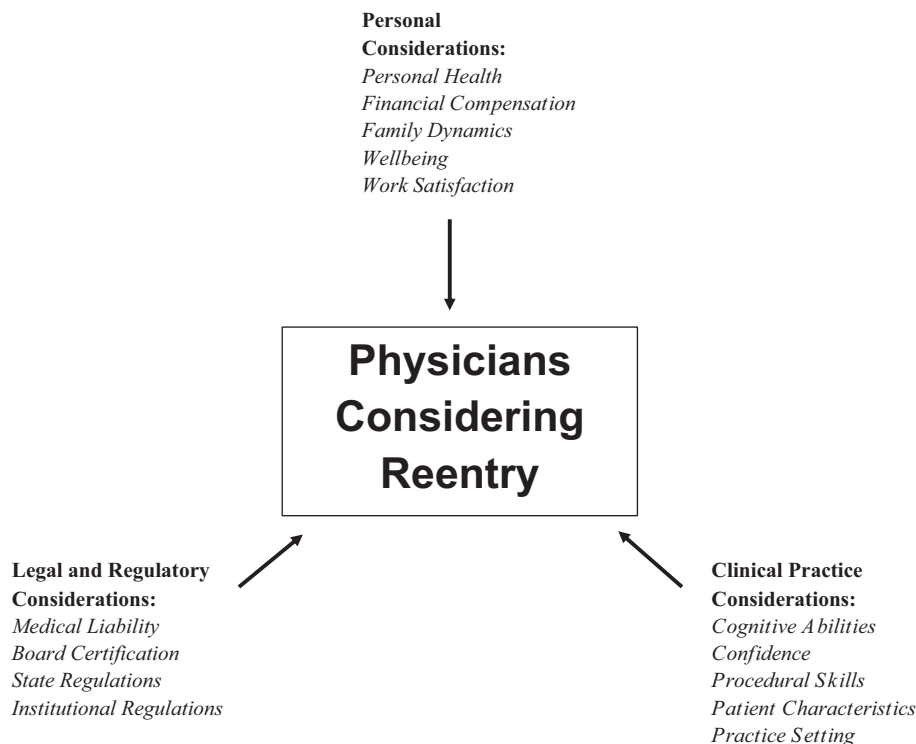 Personal
Considerations:
Personal Health
Financial Compensation
Family Dynamics
Wellbeing
Work Satisfaction
Physicians
Considering
Reentry
Legal and Regulatory
Considerations:
Medical Liability
Board Certification
State Regulations
Institutional Regulations
Clinical Practice
Considerations:
Cognitive Abilities
Confidence
Procedural Skills
Patient Characteristics
Practice Setting